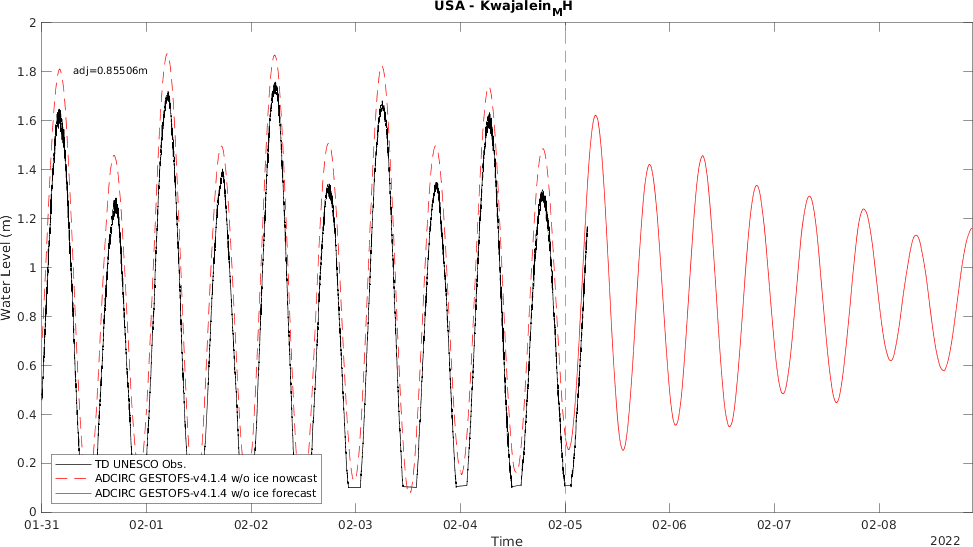 USA - Kwajalein_MH
adj=0.85506m
2
1.8
1.6
1.4
1.2
1
0.8
0.6
0.4
0.2
0
Water Level (m)
TD UNESCO Obs.
ADCIRC GESTOFS-v4.1.4 w/o ice nowcast
ADCIRC GESTOFS-v4.1.4 w/o ice forecast
01-31 02-01 02-02 02-03 02-04 02-05 02-06 02-07 02-08
Time
2022